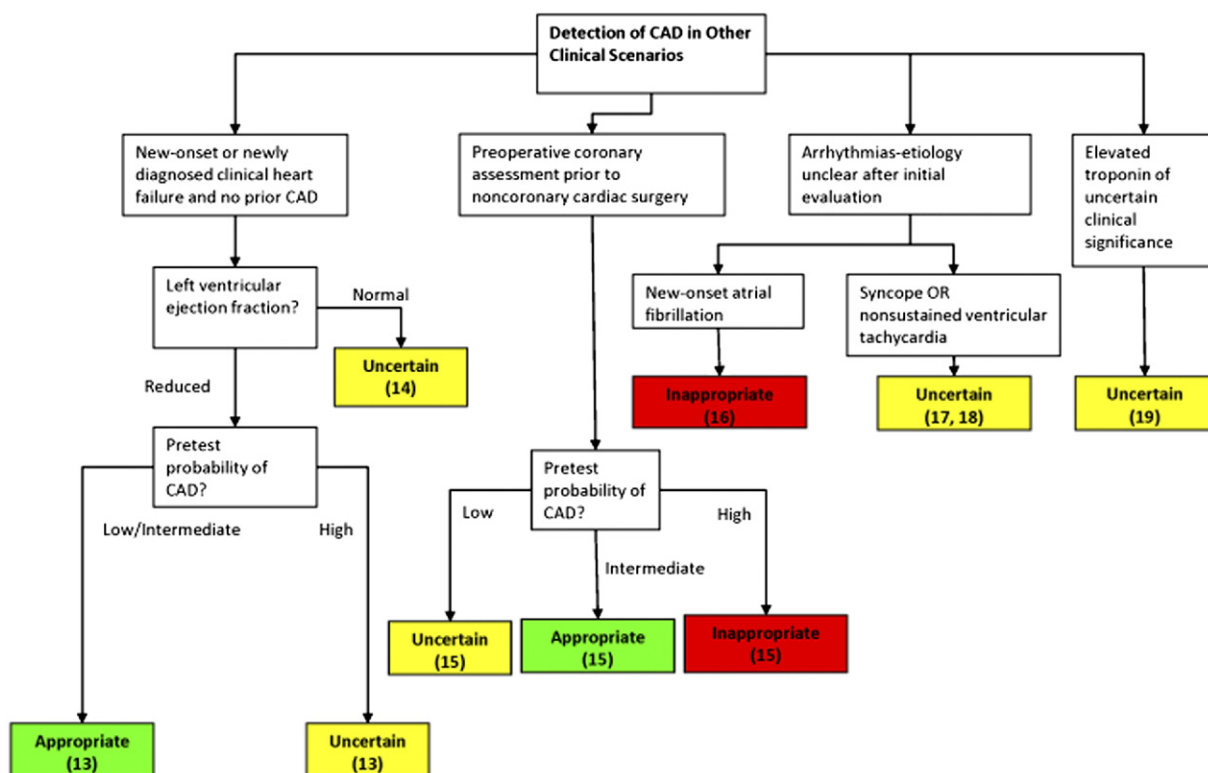 Detection of CAD in Other
Clinical Scenarios
New-onset or newly
diagnosed clinical heart
failure and no prior CAD
Preoperative coronary
assessment prior to
noncoronary cardiac surgery
Arrhythmias-etiology
unclear after initial
evaluation
Elevated
troponin of
uncertain
clinical
significance
Left ventricular
ejection fraction?
Normal
New-onset atrial
fibrillation
Syncope OR
nonsustained ventricular
tachycardia
Uncertain
(14)
Reduced
Inappropriate
(16)
Uncertain
(17, 18)
Uncertain
(19)
Pretest
probability of
CAD?
Low/Intermediate
High
Pretest
probability of
CAD?
Low
High
Intermediate
Uncertain
(15)
Appropriate
(15)
Inappropriate
(15)
Appropriate
(13)
Uncertain
(13)